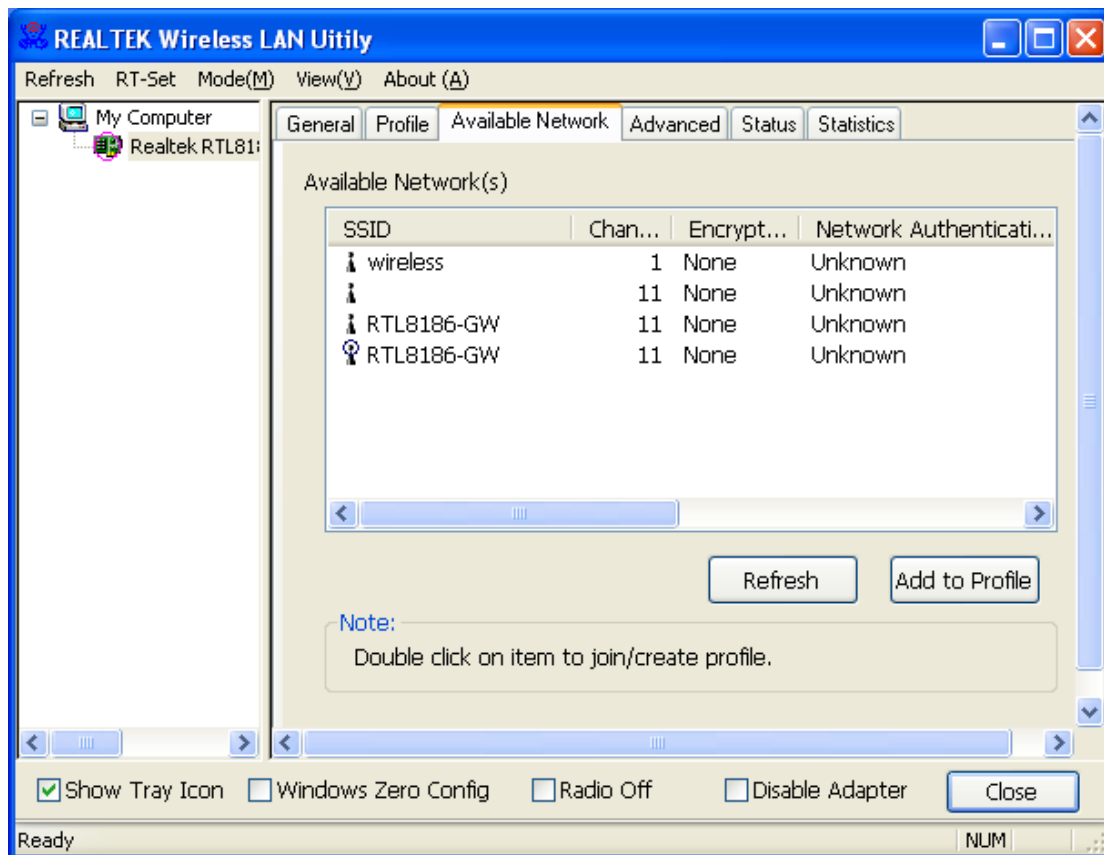 REALTEK Wireless LAN Uitily
Refresh RT-Set Mode(M) View(V) About (A)
My Computer
Realtek RTL81
General Profile Available Network Advanced Status Statistics
Available Network(s)
SSID Chan... Encrypt... Network Authenticati...
wireless 1 None Unknown
11 None Unknown
RTL8186-GW 11 None Unknown
RTL8186-GW 11 None Unknown
Refresh Add to Profile
Note:
Double click on item to join/create profile.
Show Tray Icon Windows Zero Config Radio Off Disable Adapter Close
Ready NUM